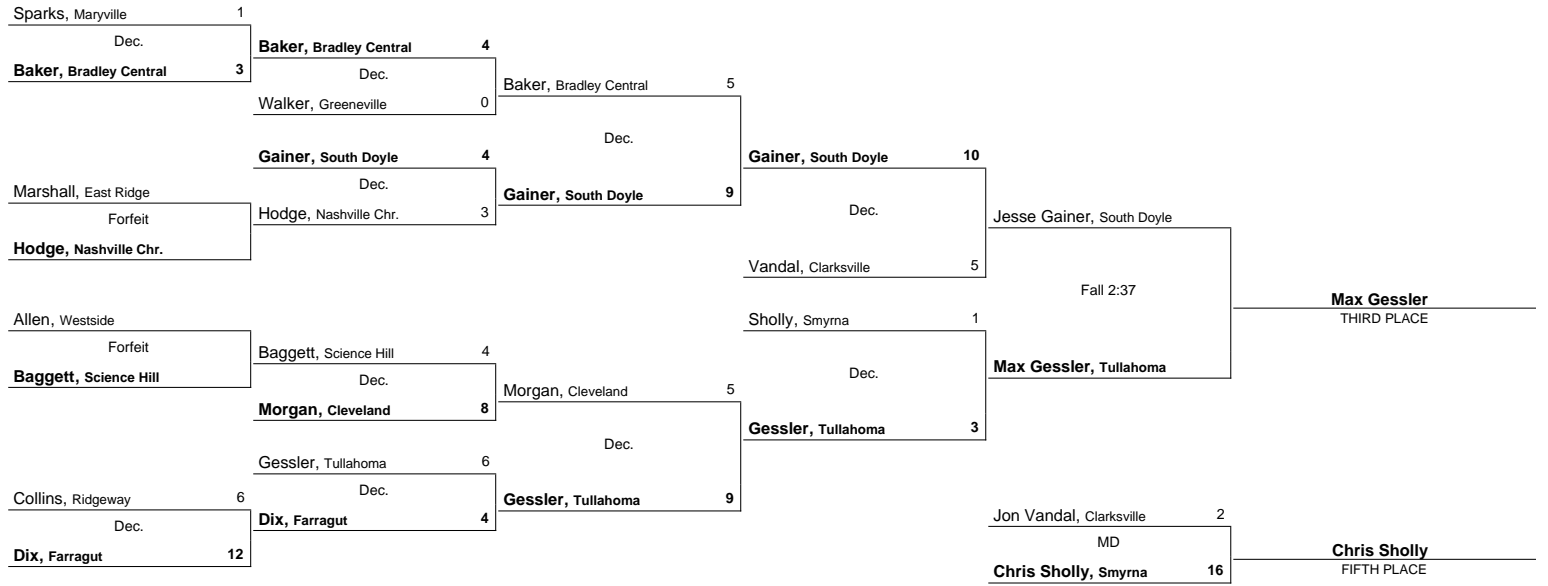 Sparks, Maryville 1
Dec.
Baker, Bradley Central 3
Marshall, East Ridge
Forfeit
Hodge, Nashville Chr.
Allen, Westside
Forfeit
Baggett, Science Hill
Collins, Ridgeway 6
Dec.
Dix, Farragut 12
Baker, Bradley Central 4
Dec.
Walker, Greeneville 0
Gainer, South Doyle 4
Dec.
Hodge, Nashville Chr. 3
Baggett, Science Hill 4
Dec.
Morgan, Cleveland 8
Gessler, Tullahoma 6
Dec.
Dix, Farragut 4
Baker, Bradley Central 5
Dec.
Gainer, South Doyle 9
Morgan, Cleveland 5
Dec.
Gessler, Tullahoma 9
Gainer, South Doyle 10
Dec.
Vandal, Clarksville 5
Sholly, Smyrna 1
Dec.
Gessler, Tullahoma 3
Jesse Gainer, South Doyle
Fall 2:37
Max Gessler, Tullahoma
Max Gessler
THIRD PLACE
Jon Vandal, Clarksville 2
MD
Chris Sholly, Smyrna 16
Chris Sholly
FIFTH PLACE